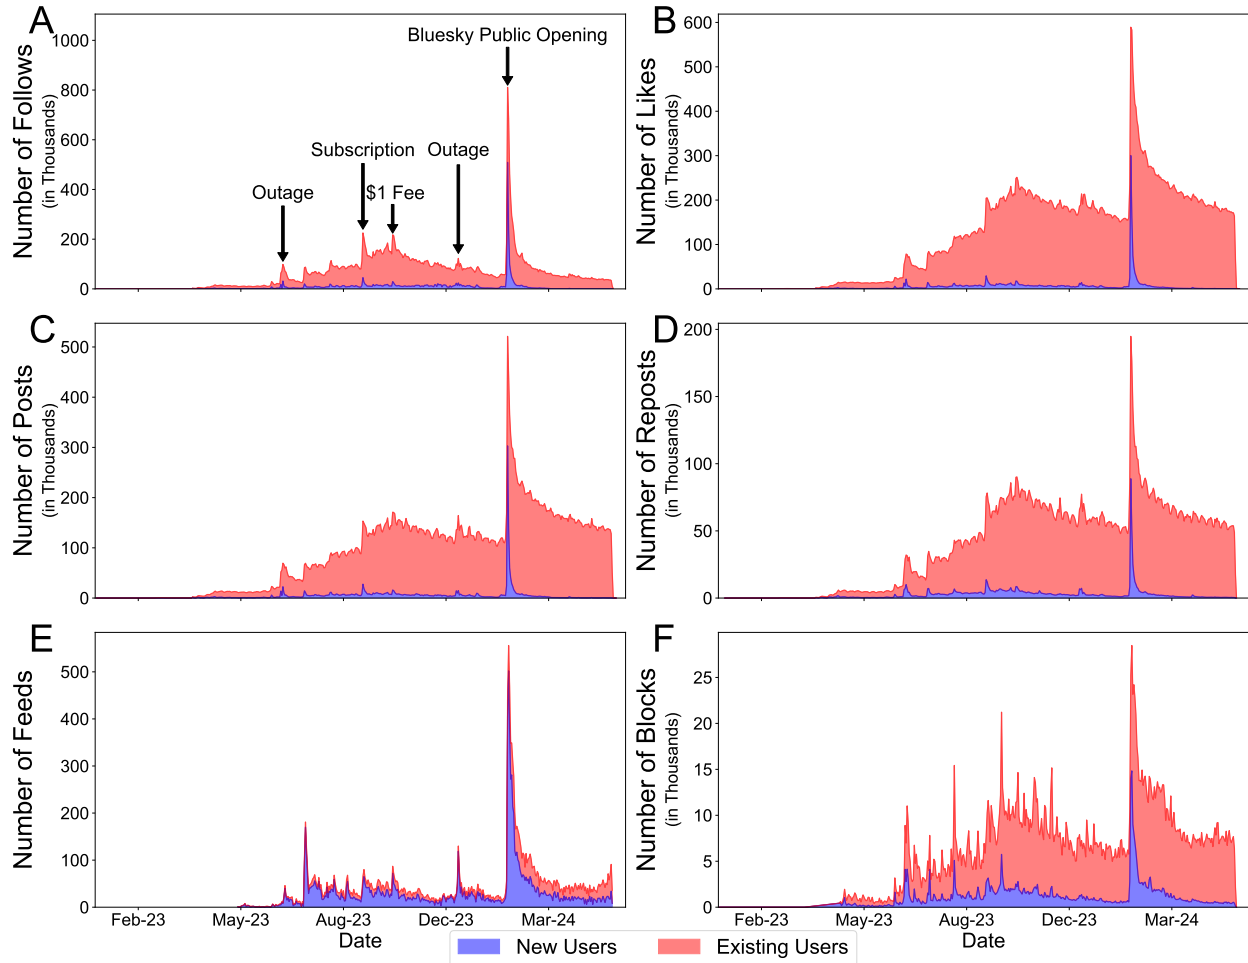 A
Number of Follows
(in Thousands)
1000
800
600
400
200
0
Bluesky Public Opening
Subscription
Outage
Outage
$1 Fee
B
Number of Likes
(in Thousands)
600
500
400
300
200
100
0
C
Number of Posts
(in Thousands)
500
400
300
200
100
0
D
Number of Reposts
(in Thousands)
200
150
100
50
0
E
Number of Feeds
500
400
300
200
100
0
Feb-23 May-23 Aug-23 Dec-23 Mar-24
Date
F
Number of Blocks
(in Thousands)
25
20
15
10
5
0
Feb-23 May-23 Aug-23 Dec-23 Mar-24
Date
New Users Existing Users